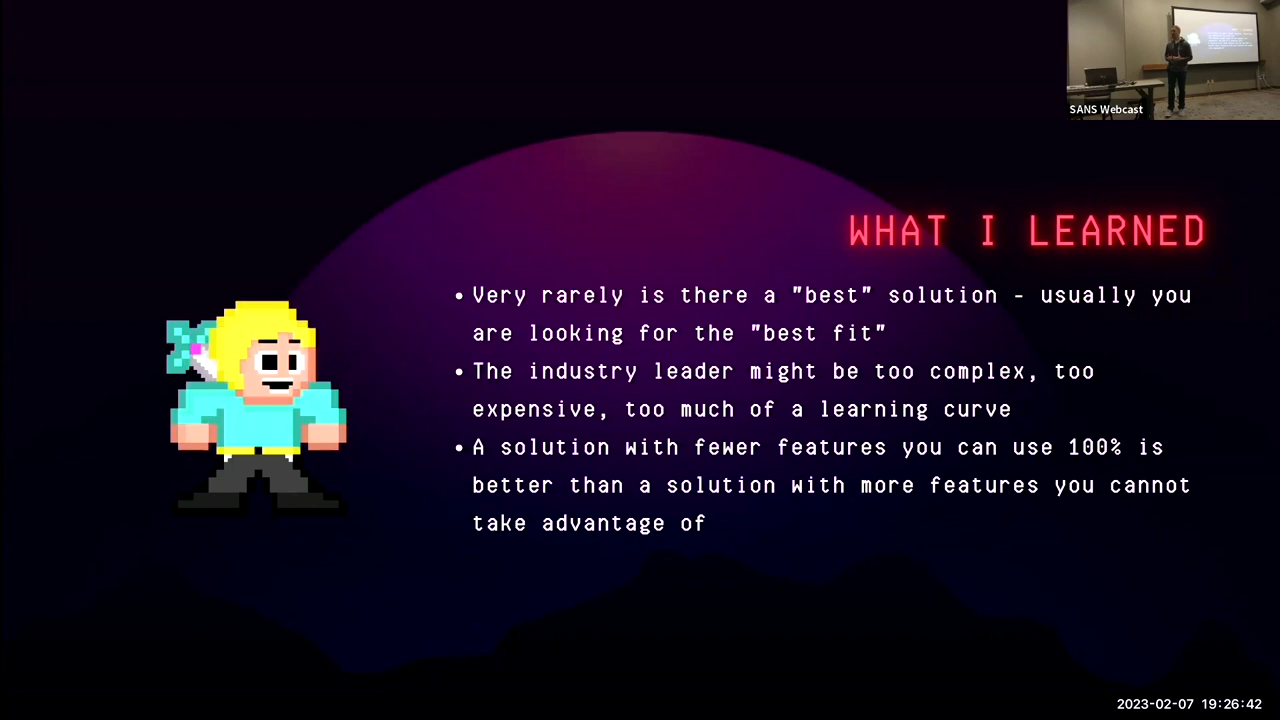 SANS Webcast
WHAT I LEARNED
• Very rarely is there a "best" solution - usually you
are looking for the "best fit"
• The industry leader might be too complex, too
expensive, too much of a learning curve
• A solution with fewer features you can use 100% is
better than a solution with more features you cannot
take advantage of
2023-02-07 19:26:42